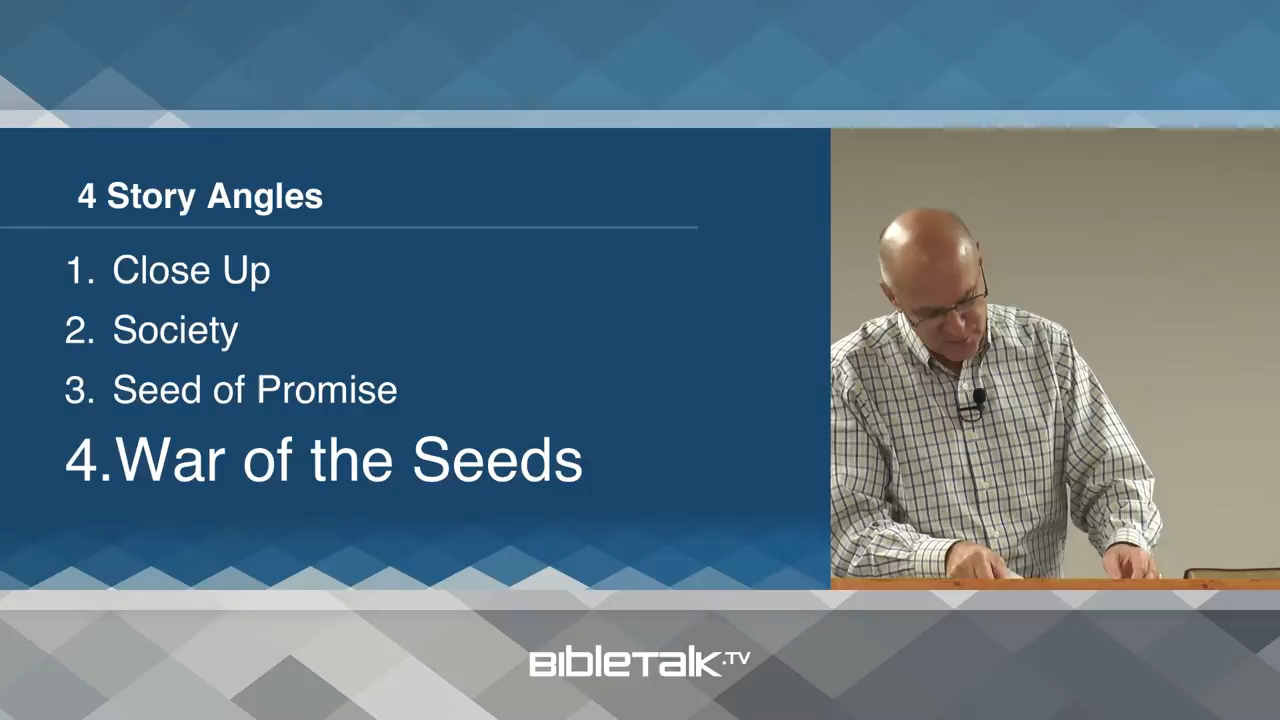 4 Story Angles
1. Close Up
2. Society
3. Seed of Promise
4.War of the Seeds
BIBLETALK.TV